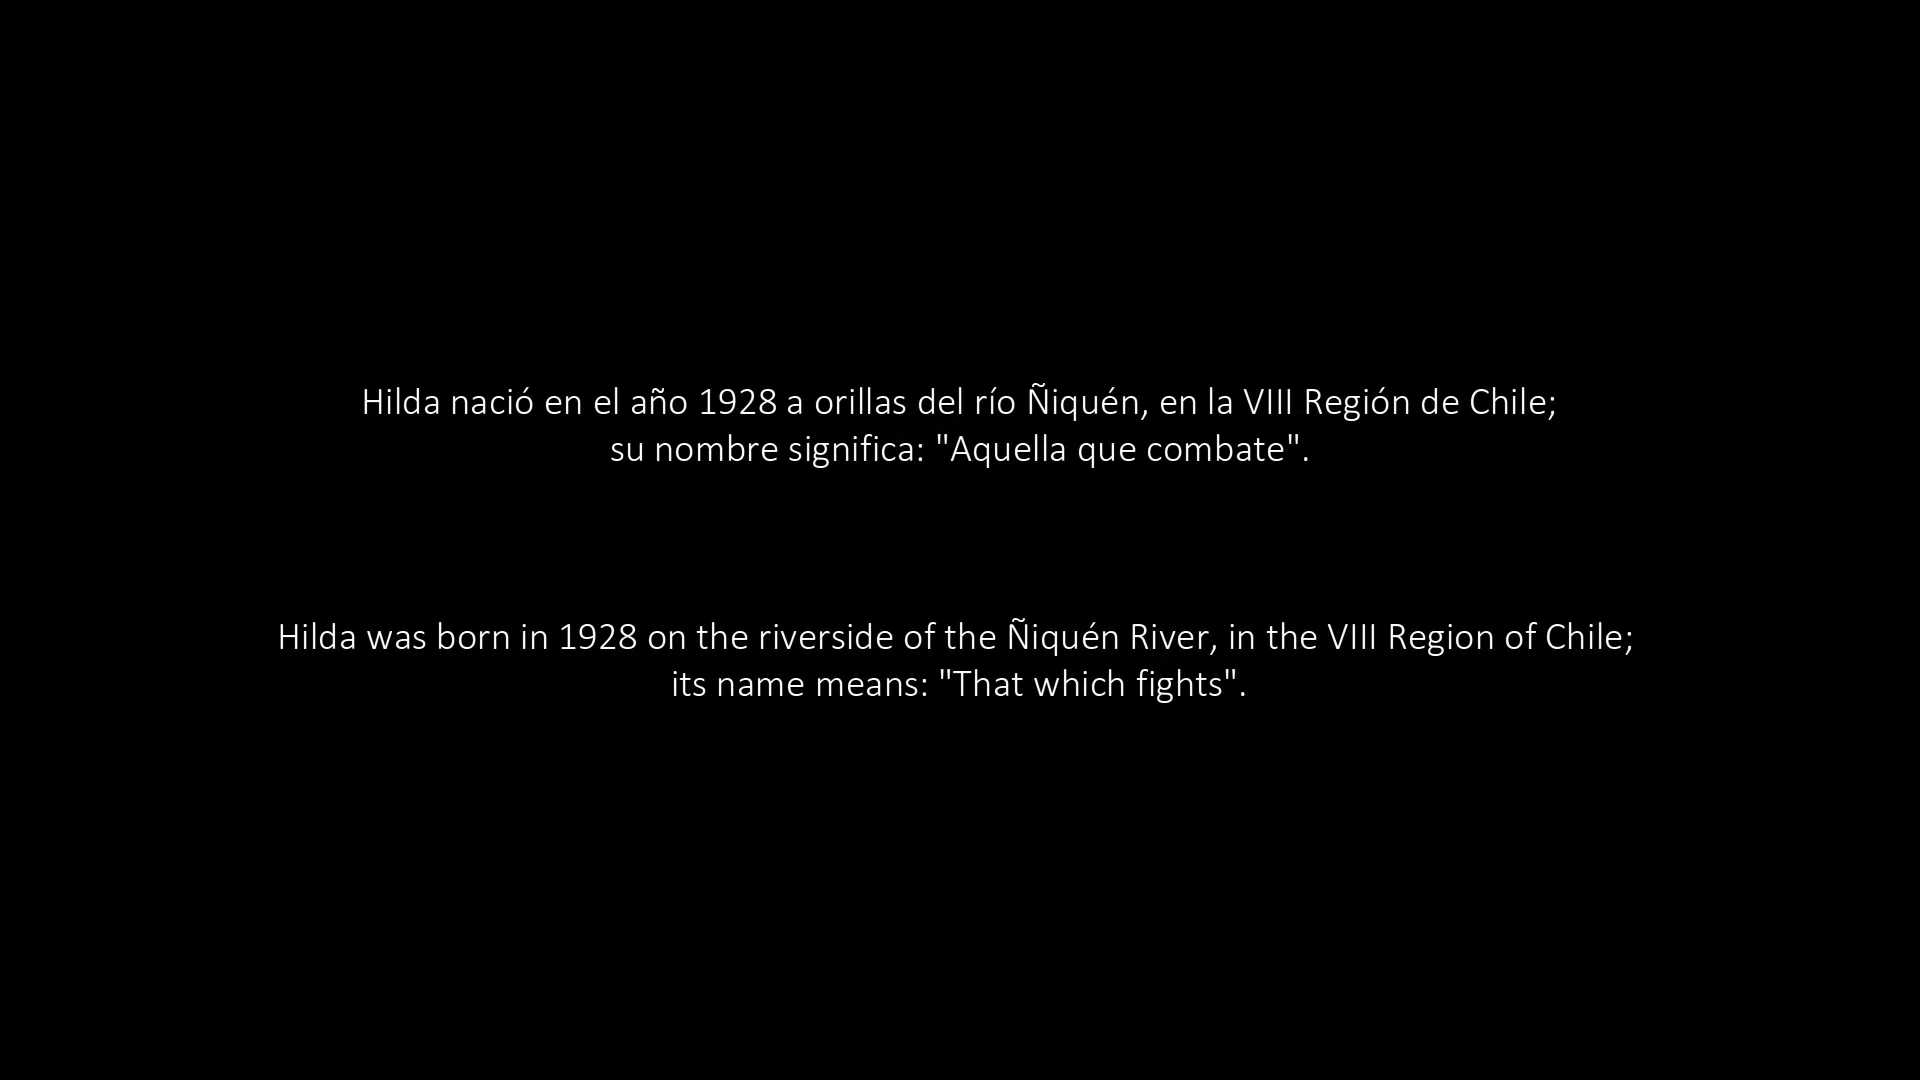 Hilda nació en el año 1928 a orillas del río Ñiquén, en la VIII Región de Chile;
su nombre significa: "Aquella que combate".
Hilda was born in 1928 on the riverside of the Ñiquén River, in the VIII Region of Chile;
its name means: "That which fights".